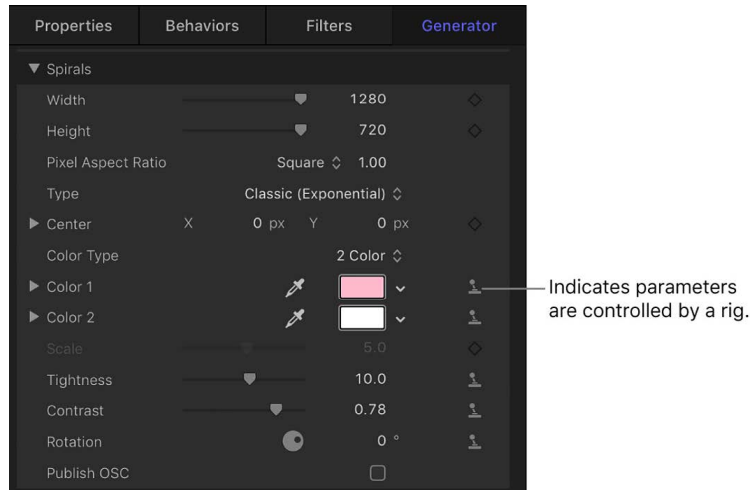 Properties Behaviors Filters Generator
Spirals
Width 1280
Height 720
Pixel Aspect Ratio Square 1.00
Type Classic (Exponential)
Center X 0 px Y 0 px
Color Type 2 Color
Color 1
Indicates parameters
are controlled by a rig.
Color 2
Scale 5.0
Tightness 10.0
Contrast 0.78
Rotation 0 °
Publish OSC